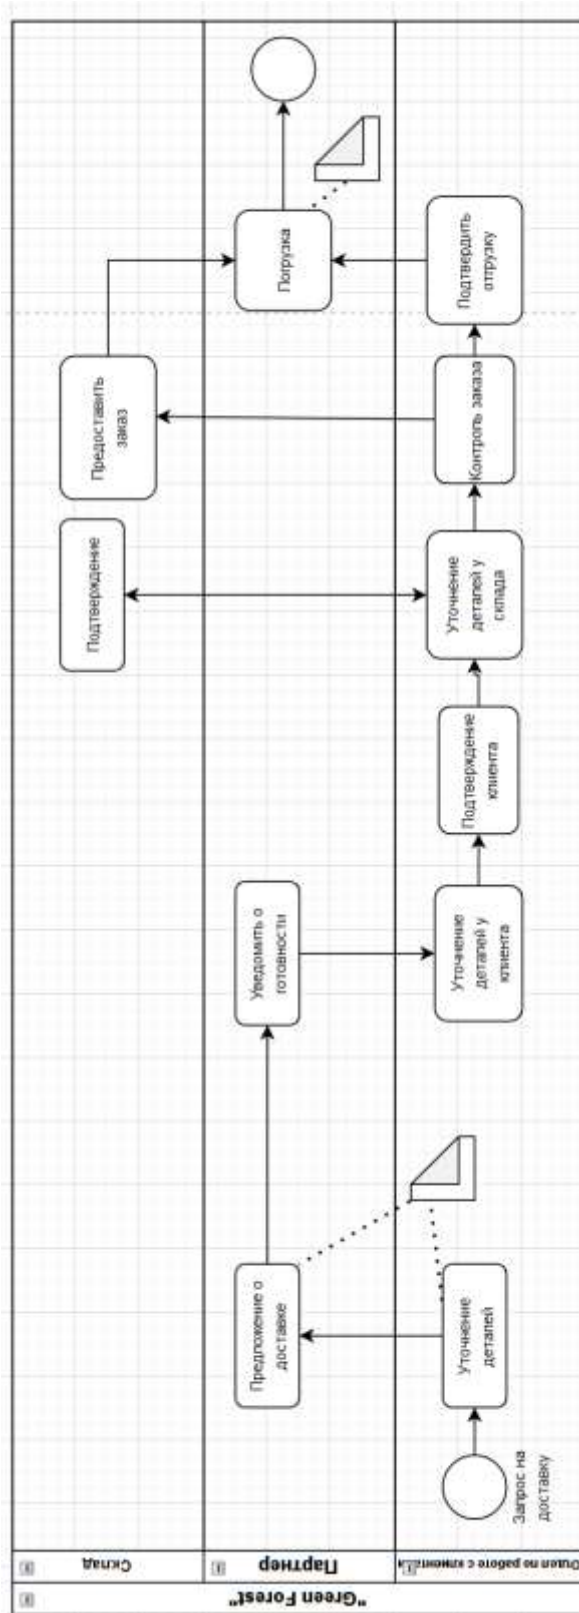 "Green Forest"
Склад
Партнер
Отдел по работе с клиентами
Запрос на
доставку
Уточнение
деталей
Предложение о
доставке
Уведомить о
готовности
Уточнение
деталей у
клиента
Подтверждение
клиента
Уточнение
деталей у
склада
Подтверждение
Контроль заказа
Предоставить
заказ
Подтвердить
отгрузку
Погрузка